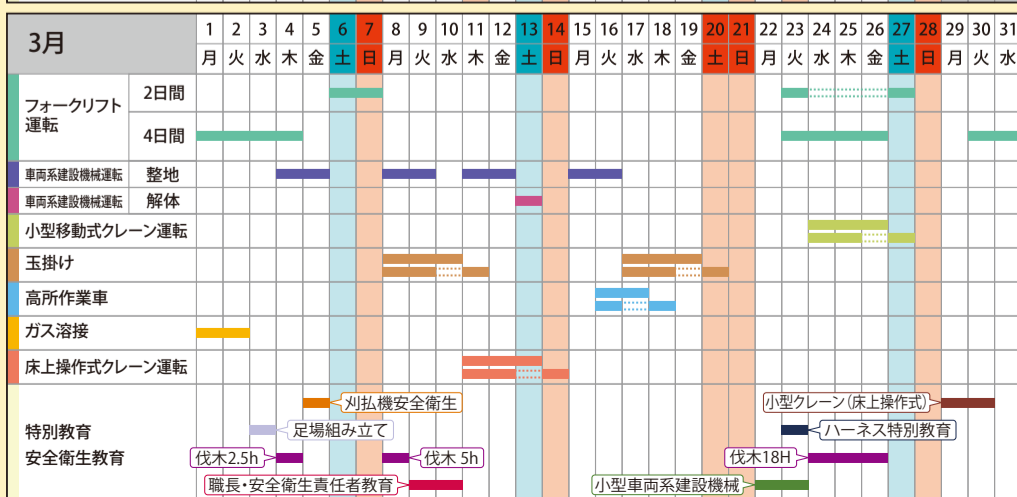 3月
1 2 3 4 5 6 7 8 9 10 11 12 13 14 15 16 17 18 19 20 21 22 23 24 25 26 27 28 29 30 31
月 火 水 木 金 土 日 月 火 水 木 金 土 日 月 火 水 木 金 土 日 月 火 水 木 金 土 日 月 火 水
フォークリフト
運転
2日間
4日間
車両系建設機械運転 整地
車両系建設機械運転 解体
小型移動式クレーン運転
玉掛け
高所作業車
ガス溶接
床上操作式クレーン運転
特別教育
安全衛生教育
刈払機安全衛生 小型クレーン(床上操作式)
足場組み立て ハーネス特別教育
伐木2.5h 伐木 5h 伐木18H
職長・安全衛生責任者教育 小型車両系建設機械